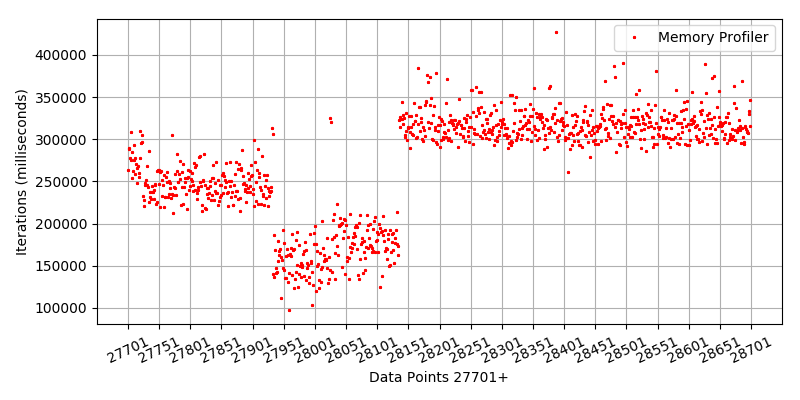 Memory Profiler
Iterations (milliseconds)
400000
350000
300000
250000
200000
150000
100000
27701 27751 27801 27851 27901 27951 28001 28051 28101 28151 28201 28251 28301 28351 28401 28451 28501 28551 28601 28651 28701
Data Points 27701+